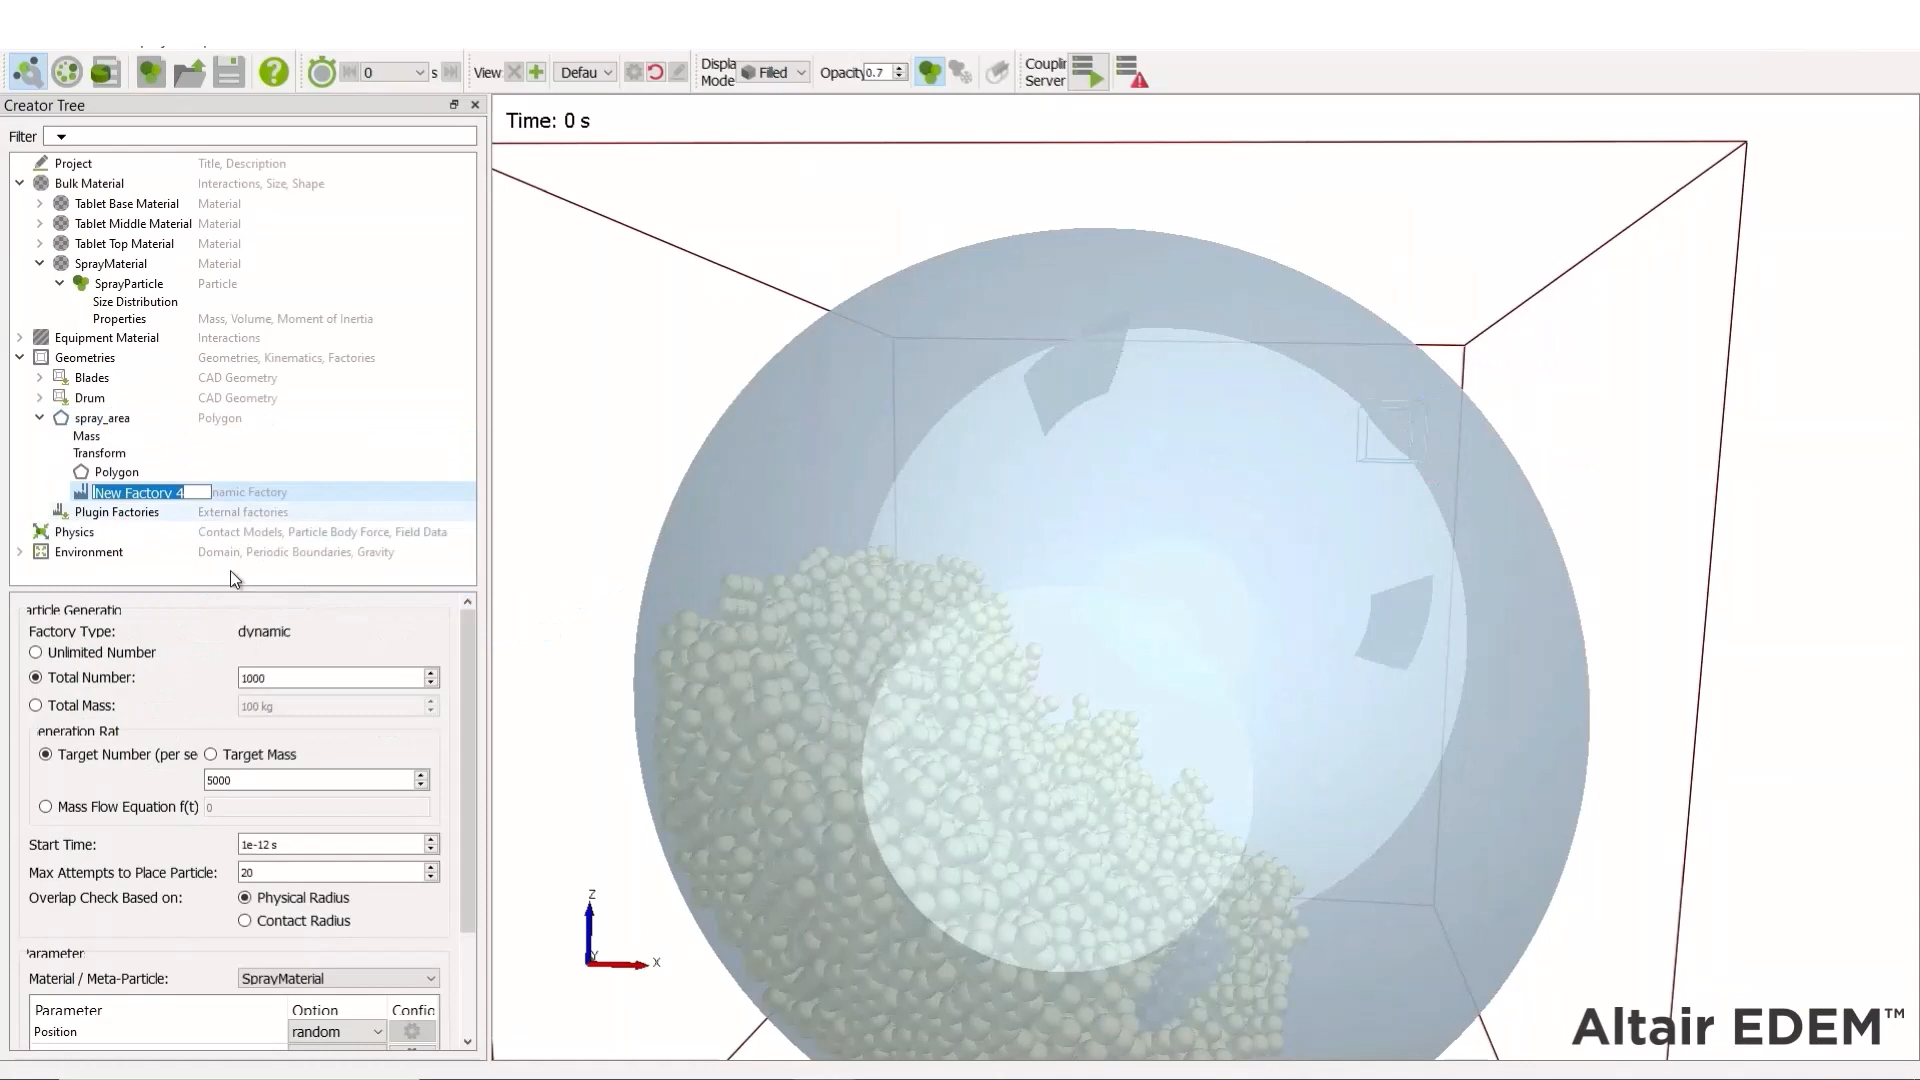 0
s
View:
Defau
Displa
Mode
Filled
Opacity
0.7
Couplin
Server
Creator Tree
Filter
Project Title, Description
Bulk Material Interactions, Size, Shape
Tablet Base Material Material
Tablet Middle Material Material
Tablet Top Material Material
SprayMaterial Material
SprayParticle Particle
Size Distribution
Properties Mass, Volume, Moment of Inertia
Equipment Material Interactions
Geometries Geometries, Kinematics, Factories
Blades CAD Geometry
Drum CAD Geometry
spray_area Polygon
Mass
Transform
Polygon
New Factory 4 namic Factory
Plugin Factories External factories
Physics Contact Models, Particle Body Force, Field Data
Environment Domain, Periodic Boundaries, Gravity
article Generatio
Factory Type: dynamic
Unlimited Number
Total Number: 1000
Total Mass: 100 kg
eneration Rat
Target Number (per se Target Mass
5000
Mass Flow Equation f(t) 0
Start Time: 1e-12 s
Max Attempts to Place Particle: 20
Overlap Check Based on: Physical Radius
Contact Radius
Parameter
Material / Meta-Particle: SprayMaterial
Parameter Option Confic
Position random
Time: 0 s
Z
Y
X
Altair EDEM™